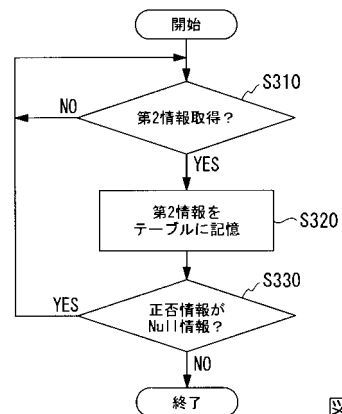 開始
S310
NO
第2情報取得?
YES
第2情報を
テーブルに記憶
S320
S330
YES
正否情報が
Null情報?
NO
終了
図